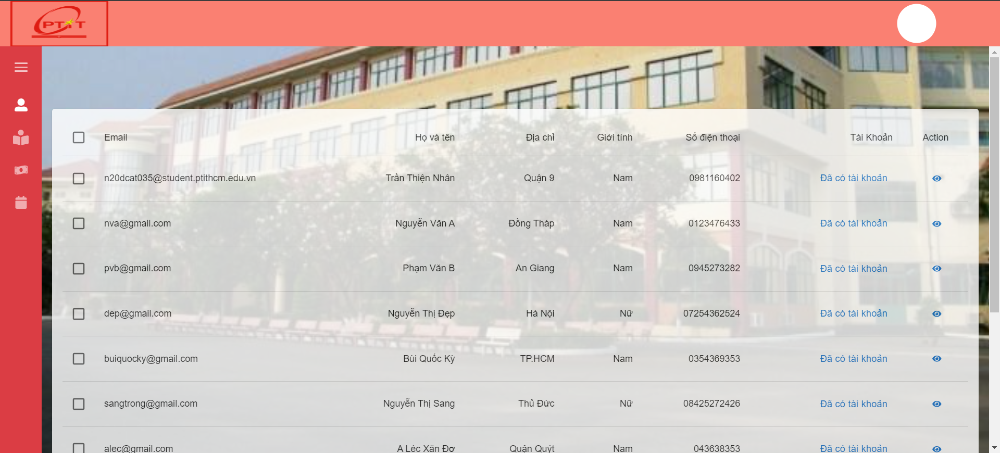 PTIT
Email Họ và tên Địa chỉ Giới tính Số điện thoại Tài Khoản Action
n20dcat035@student.ptithcm.edu.vn Trần Thiện Nhân Quận 9 Nam 0981160402 Đã có tài khoản
nva@gmail.com Nguyễn Văn A Đồng Tháp Nam 0123476433 Đã có tài khoản
pvb@gmail.com Phạm Văn B An Giang Nam 0945273282 Đã có tài khoản
dep@gmail.com Nguyễn Thị Đẹp Hà Nội Nữ 07254362524 Đã có tài khoản
buiquocky@gmail.com Bùi Quốc Kỳ TP.HCM Nam 0354369353 Đã có tài khoản
sangtrong@gmail.com Nguyễn Thị Sang Thủ Đức Nữ 08425272426 Đã có tài khoản
alec@gmail.com A Léc Xăn Đơ Quận Quýt Nam 043638353 Đã có tài khoản